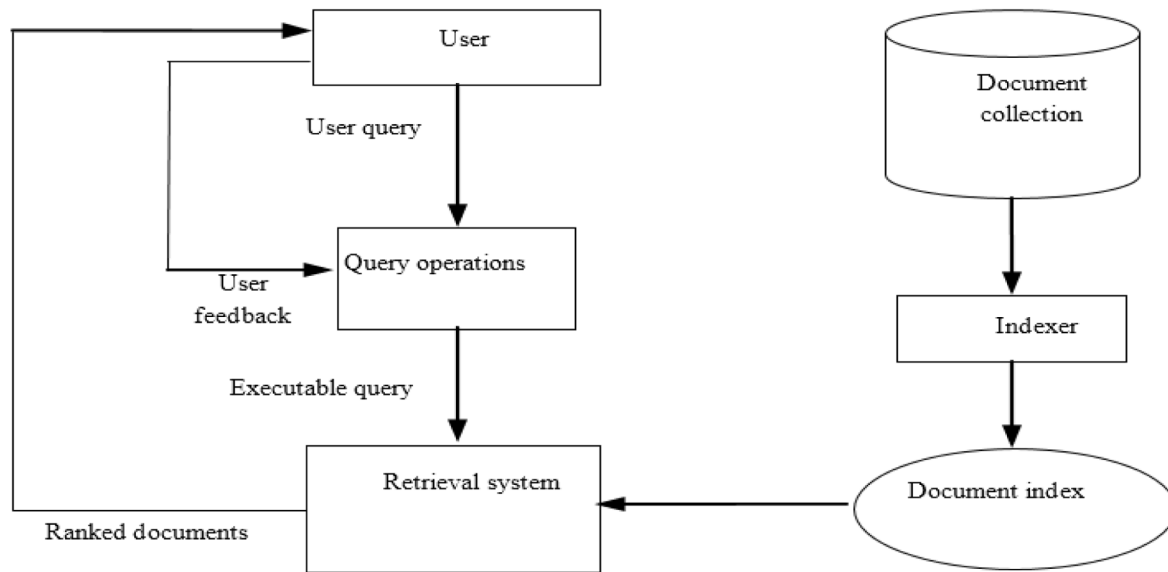 User
User query
Query operations
User
feedback
Executable query
Retrieval system
Ranked documents
Document
collection
Indexer
Document index